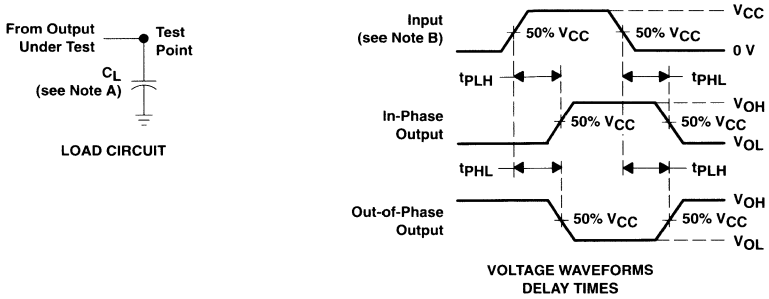 From Output
Under Test
Test
Point
CL
(see Note A)
LOAD CIRCUIT
Input
(see Note B)
50% VCC
50% VCC
VCC
0 V
tPLH
tPHL
In-Phase
Output
50% VCC
50% VCC
VOH
VOL
tPHL
tPLH
Out-of-Phase
Output
50% VCC
50% VCC
VOH
VOL
VOLTAGE WAVEFORMS
DELAY TIMES